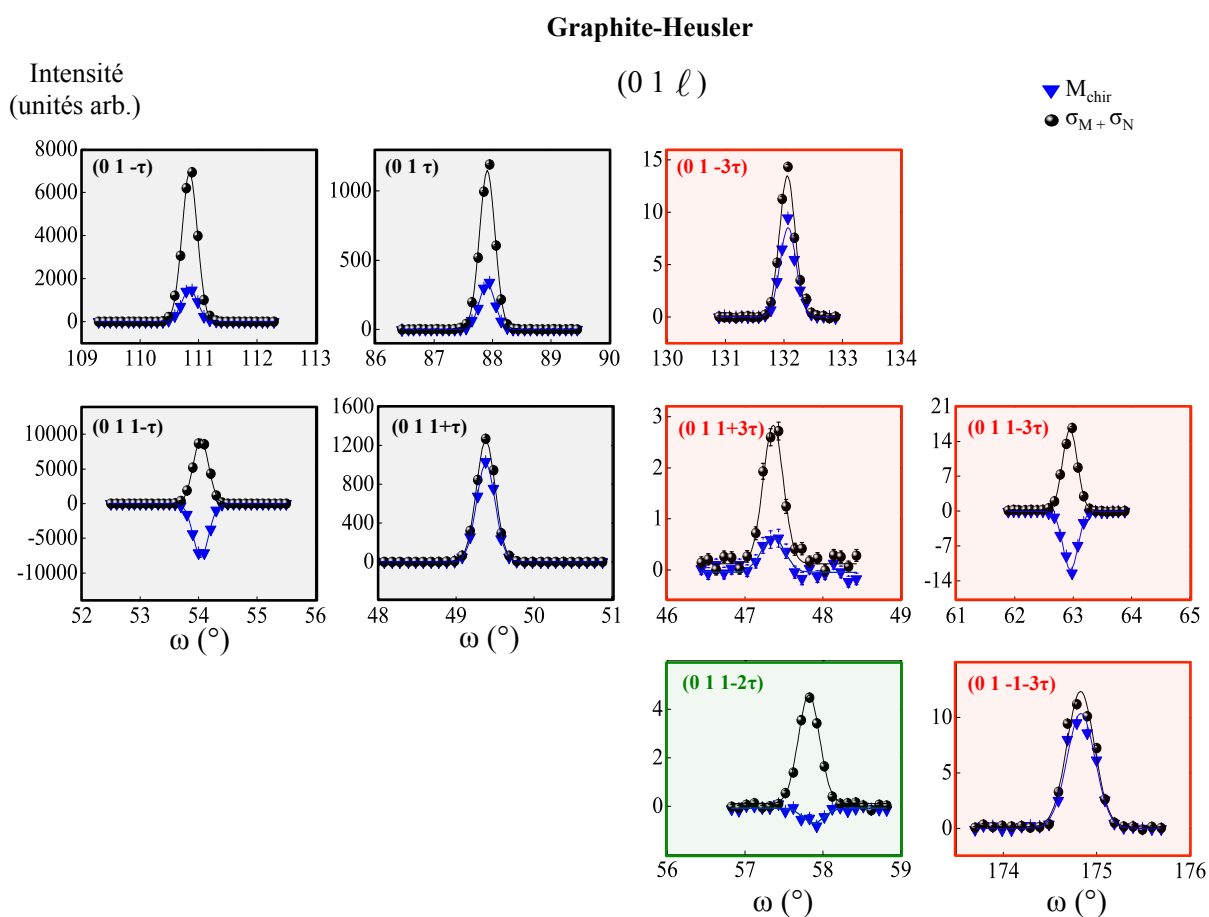 Graphite-Heusler
Intensité
(unités arb.)
(0 1 ℓ)
M_chir
σ_M + σ_N
(0 1 -τ)
8000
6000
4000
2000
0
109 110 111 112 113
(0 1 τ)
1000
500
0
86 87 88 89 90
(0 1 -3τ)
15
10
5
0
130 131 132 133 134
(0 1 1-τ)
10000
5000
0
-5000
-10000
52 53 54 55 56
ω (°)
(0 1 1+τ)
1600
1200
800
400
0
48 49 50 51
ω (°)
(0 1 1+3τ)
3
2
1
0
46 47 48 49
(0 1 1-3τ)
21
14
7
0
-7
-14
61 62 63 64 65
(0 1 1-2τ)
4
2
0
56 57 58 59
ω (°)
(0 1 -1-3τ)
10
5
0
174 175 176
ω (°)